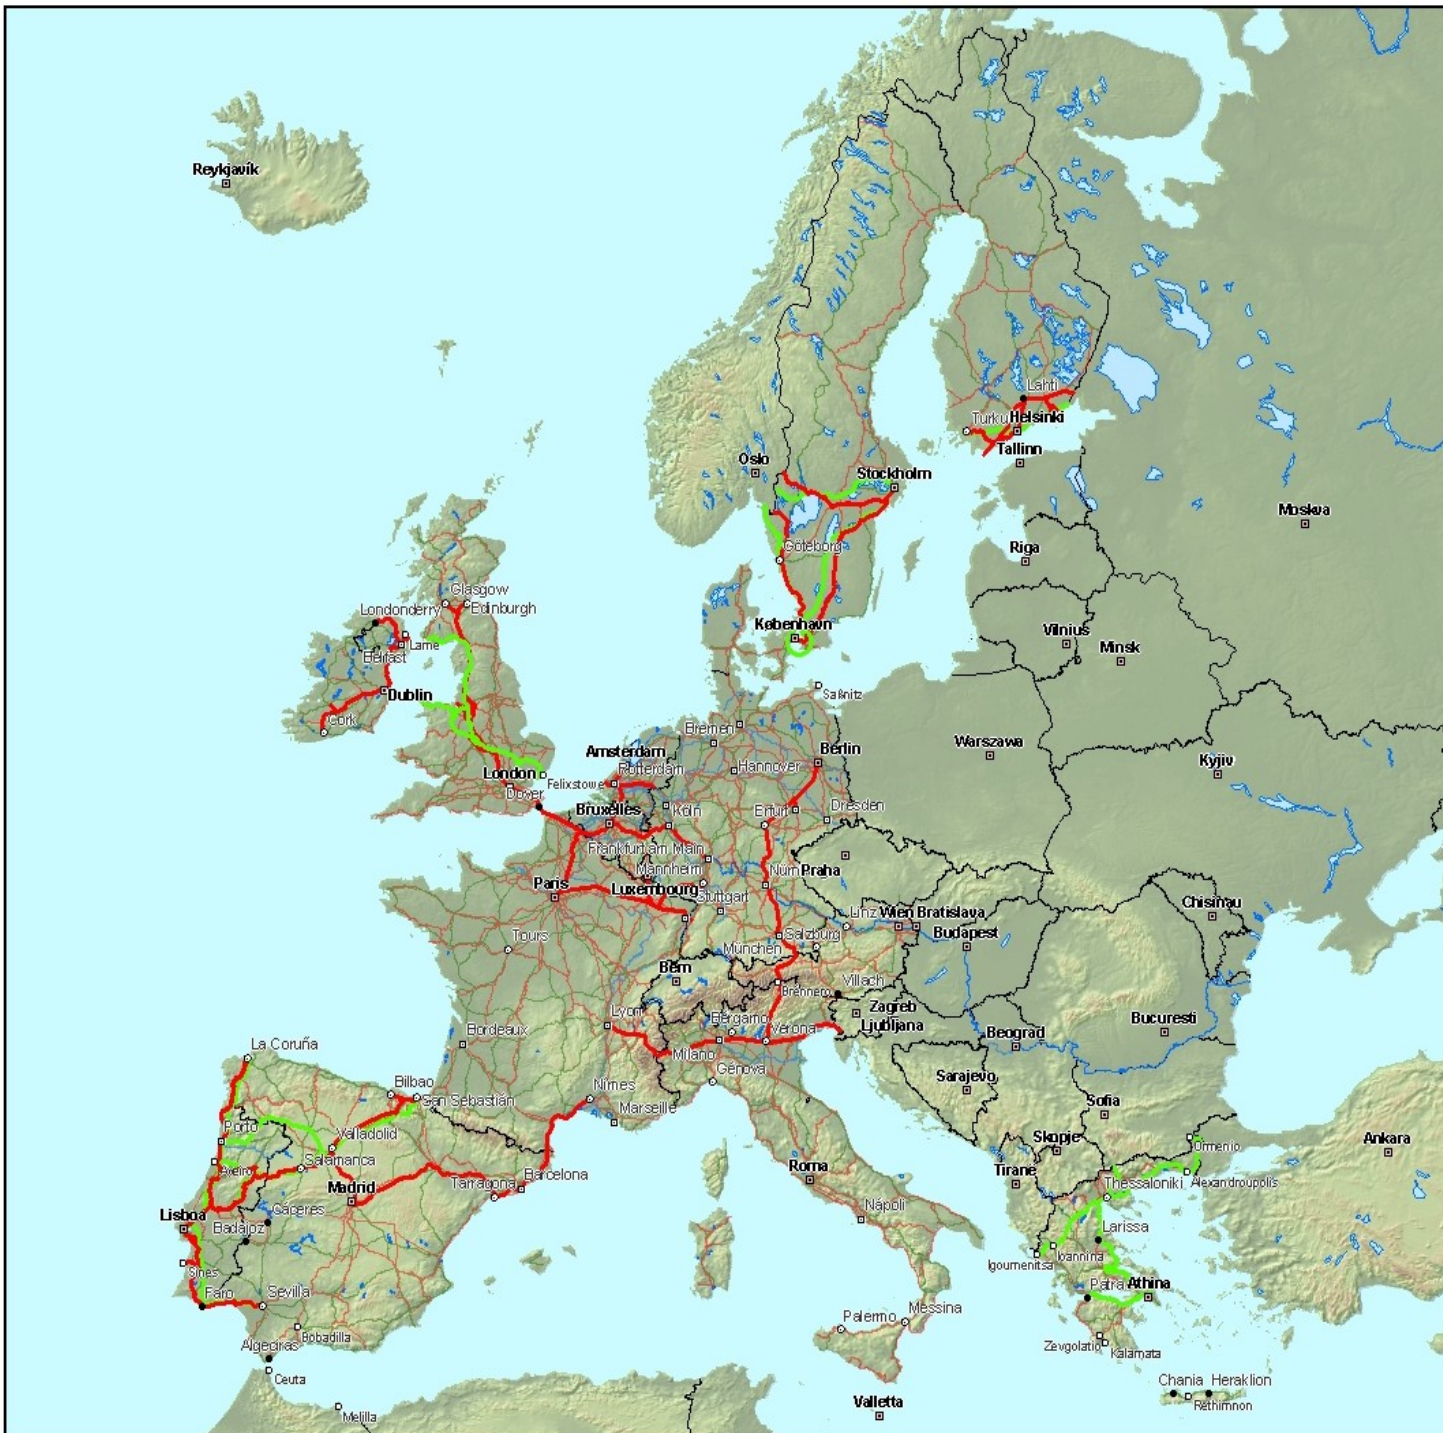 Reykjavík
Lahti
Turku
Helsinki
Tallinn
Oslo
Stockholm
Moskva
Göteborg
Riga
Glasgow
Londonderry
Edinburgh
København
Vilnius
Belfast
Larne
Minsk
Dublin
Saßnitz
Cork
Bremen
Amsterdam
Berlin
Warszawa
London
Rotterdam
Hannover
Kyjiv
Felixstowe
Dover
Bruxelles
Köln
Erfurt
Dresden
Frankfurt am Main
Mannheim
Praha
Paris
Luxembourg
Stuttgart
Chisinau
Linz
Wien
Bratislava
Tours
Salzburg
Budapest
München
Bern
Brennero
Villach
Lyon
Bergamo
Zagreb
Bordeaux
Verona
Ljubljana
Beograd
Bucuresti
La Coruña
Milano
Génova
Bilbao
San Sebastián
Nimes
Sarajevo
Marseille
Sofia
Porto
Valladolid
Skopje
Ormenio
Ankara
Salamanca
Roma
Tirane
Aveiro
Madrid
Tarragona
Barcelona
Thessaloniki
Alexandroupolis
Lisboa
Cáceres
Badajoz
Nápoli
Larissa
Ioannina
Igoumenitsa
Sines
Patra
Athina
Faro
Sevilla
Palermo
Messina
Bobadilla
Algeciras
Zevgolatio
Kalamata
Ceuta
Chania
Heraklion
Rethimnon
Valletta
Melilla